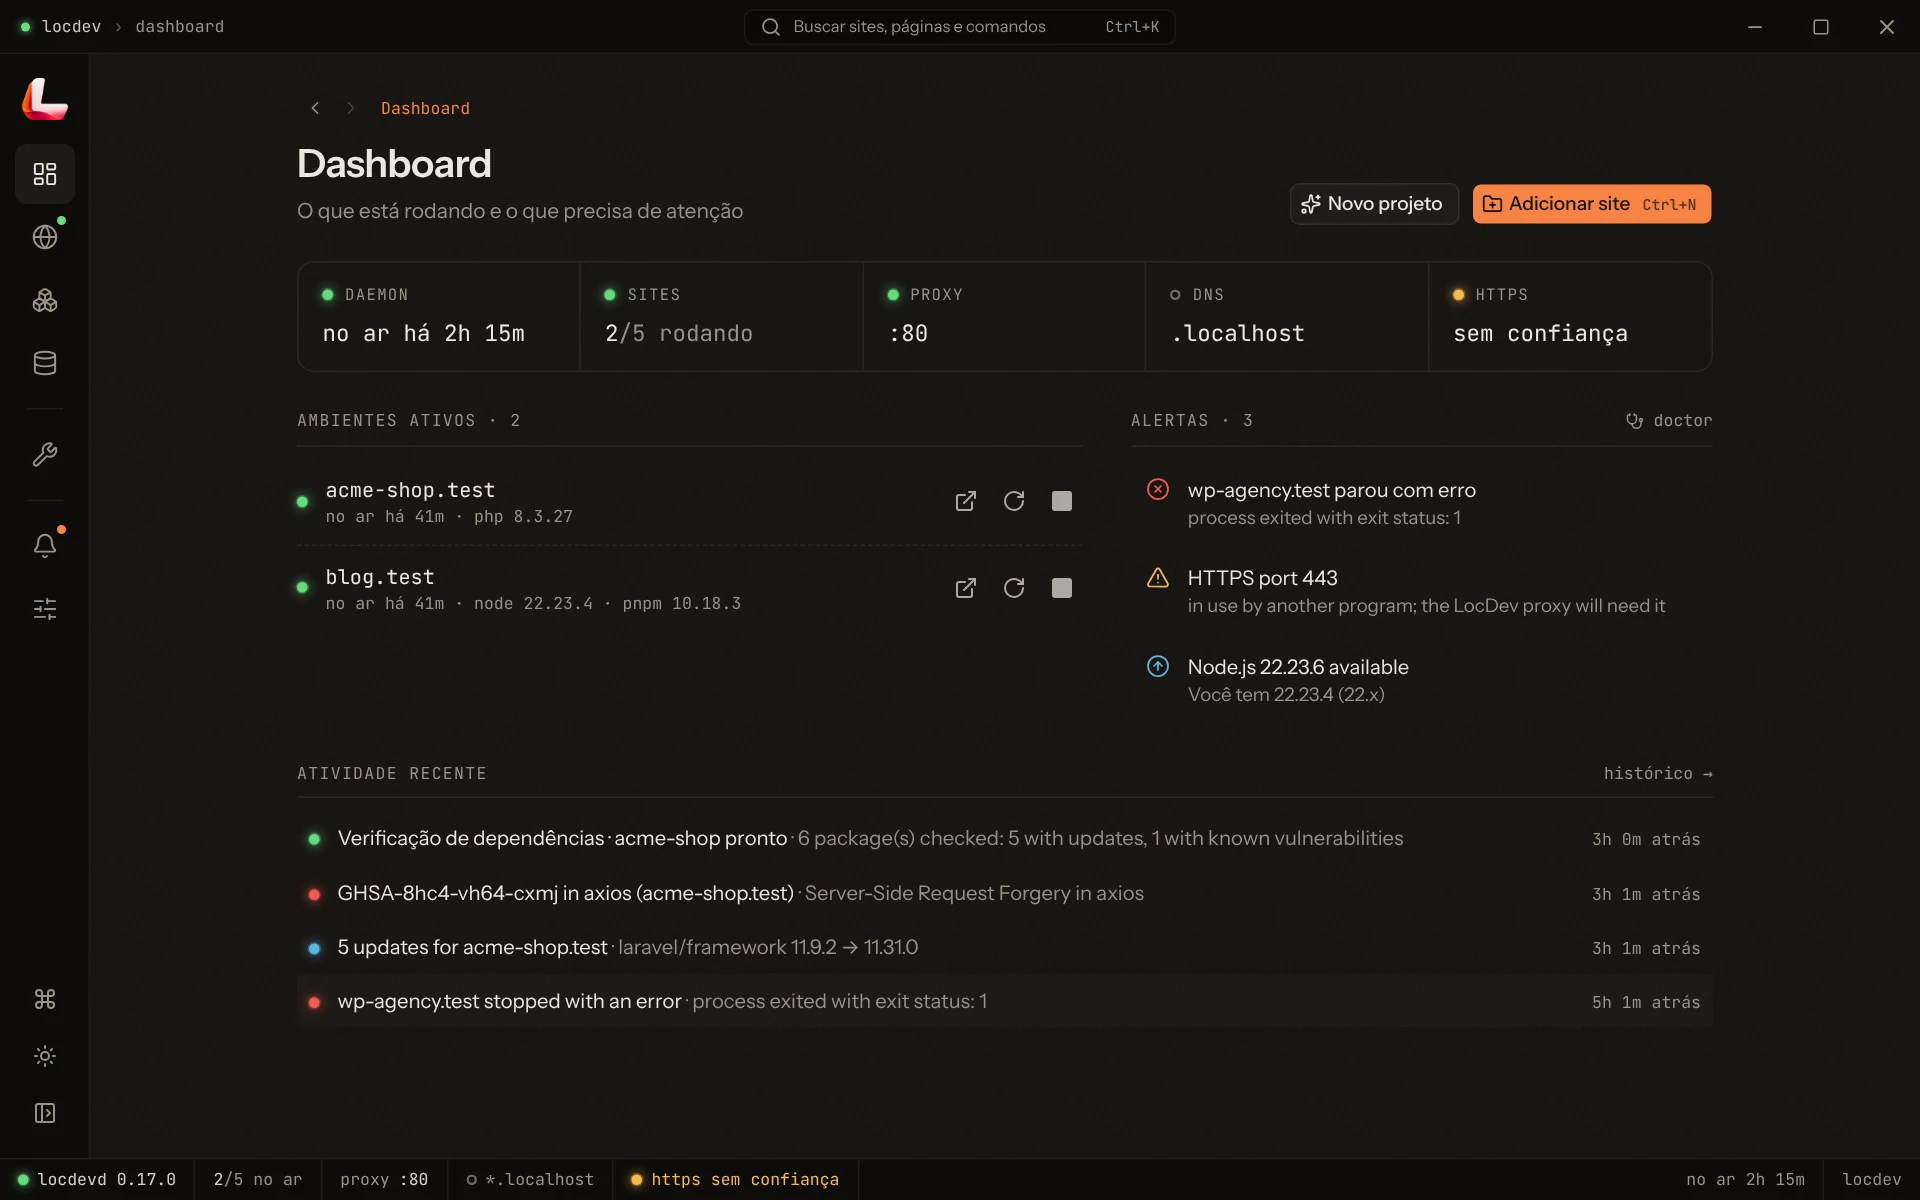 locdev › dashboard
Buscar sites, páginas e comandos Ctrl+K
Dashboard
Dashboard
O que está rodando e o que precisa de atenção
Novo projeto
Adicionar site Ctrl+N
DAEMON
no ar há 2h 15m
SITES
2/5 rodando
PROXY
:80
DNS
.localhost
HTTPS
sem confiança
AMBIENTES ATIVOS · 2
acme-shop.test
no ar há 41m · php 8.3.27
blog.test
no ar há 41m · node 22.23.4 · pnpm 10.18.3
ALERTAS · 3
doctor
wp-agency.test parou com erro
process exited with exit status: 1
HTTPS port 443
in use by another program; the LocDev proxy will need it
Node.js 22.23.6 available
Você tem 22.23.4 (22.x)
ATIVIDADE RECENTE
histórico →
Verificação de dependências · acme-shop pronto · 6 package(s) checked: 5 with updates, 1 with known vulnerabilities 3h 0m atrás
GHSA-8hc4-vh64-cxmj in axios (acme-shop.test) · Server-Side Request Forgery in axios 3h 1m atrás
5 updates for acme-shop.test · laravel/framework 11.9.2 → 11.31.0 3h 1m atrás
wp-agency.test stopped with an error · process exited with exit status: 1 5h 1m atrás
locdevd 0.17.0
2/5 no ar
proxy :80
*.localhost
https sem confiança
no ar 2h 15m
locdev